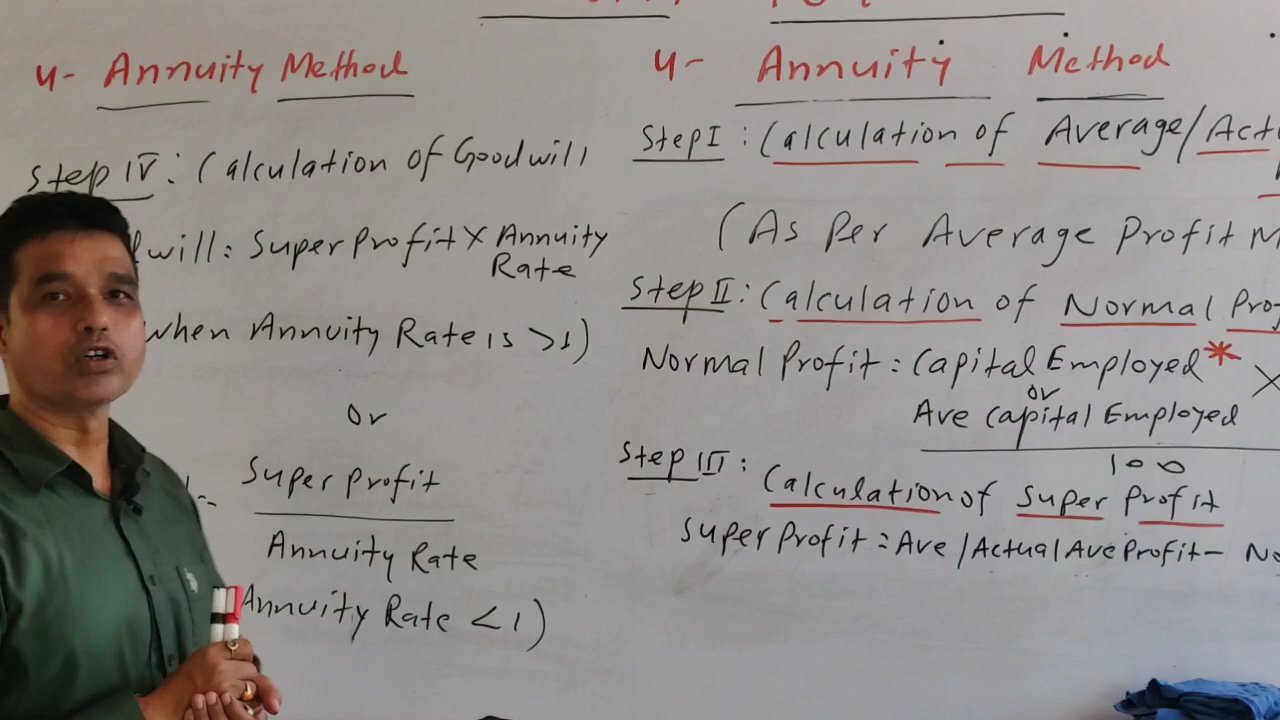 4- Annuity Method
Step IV: Calculation of Goodwill
will: Super Profit X Annuity
Rate
when Annuity Rate is >1)
Or
Super Profit
Annuity Rate
Annuity Rate <1)
4- Annuity Method
Step I: Calculation of Average/
(As Per Average Profit
Step II: Calculation of Normal
Normal Profit: Capital Employed* X
or
Ave Capital Employed
100
Step III: Calculation of Super Profit
Super Profit = Ave/Actual Ave Profit-